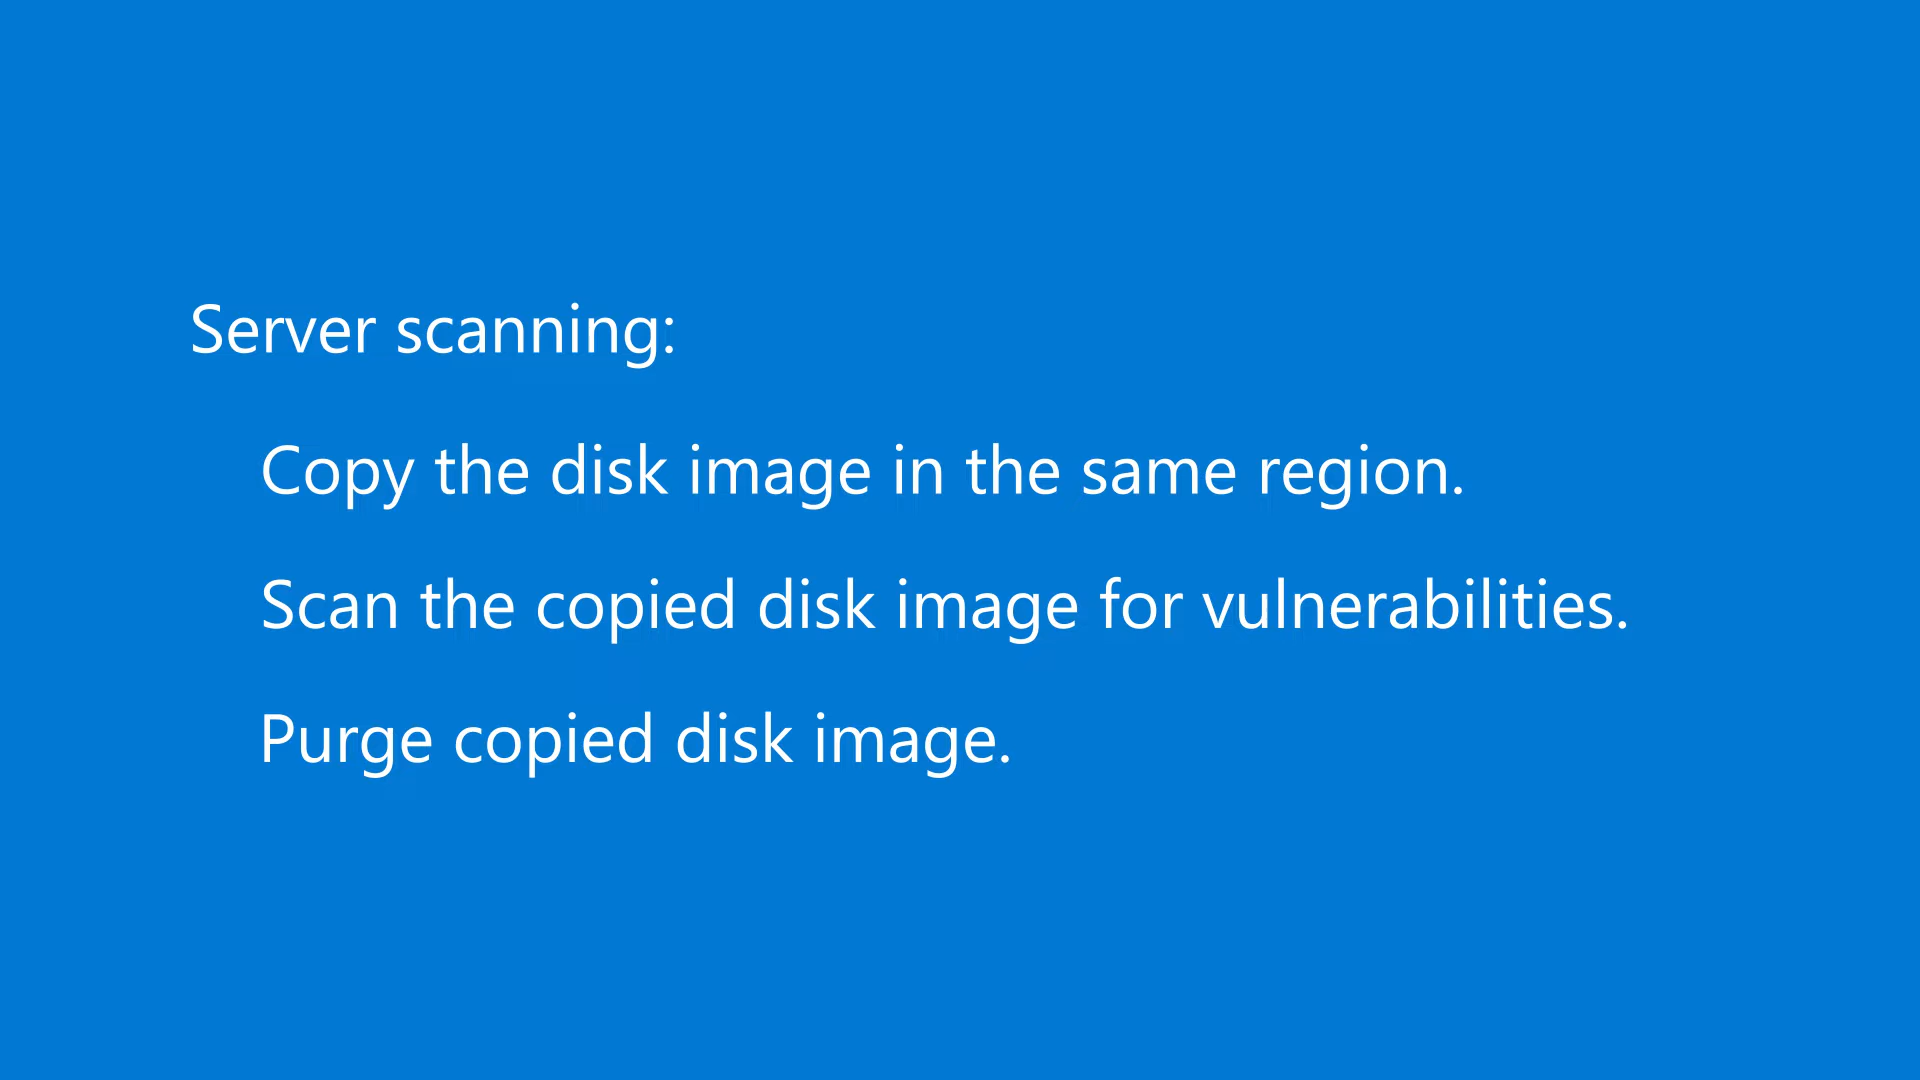 Server scanning:
Copy the disk image in the same region.
Scan the copied disk image for vulnerabilities.
Purge copied disk image.